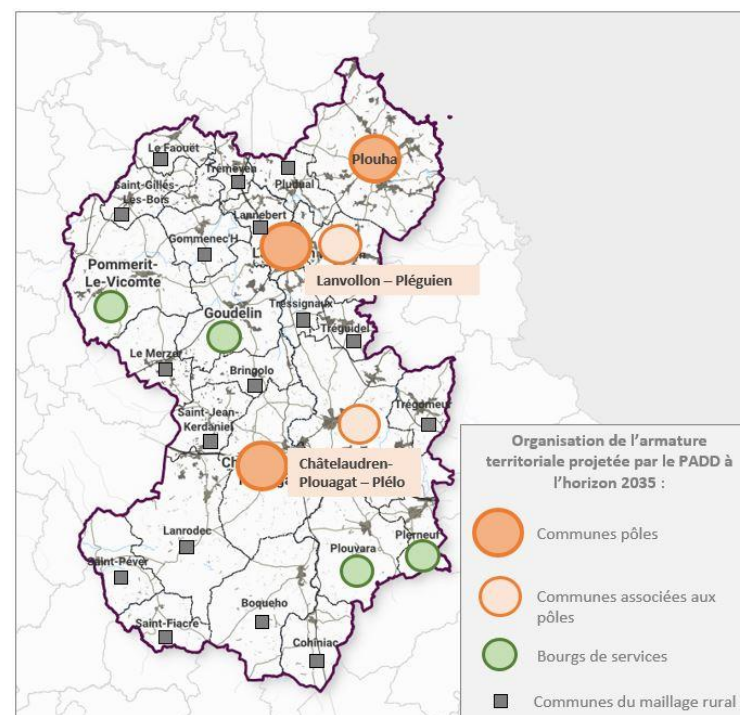 Le Faouët
Tréméven
Pludual
Plouha
Saint-Gilles-
Les-Bois
Lannebert
Gommenec'H
Pommerit-
Le-Vicomte
Lanvollon – Pléguien
Goudelin
Tressignaux
Tréguidel
Le Merzer
Bringolo
Saint-Jean-
Kerdaniel
Trégomeur
Châtelaudren-
Plouagat – Plélo
Lanrodec
Plerneuf
Plouvara
Saint-Péver
Boqueho
Saint-Fiacre
Cohiniac
Organisation de l'armature
territoriale projetée par le PADD à
l'horizon 2035 :
Communes pôles
Communes associées aux
pôles
Bourgs de services
Communes du maillage rural